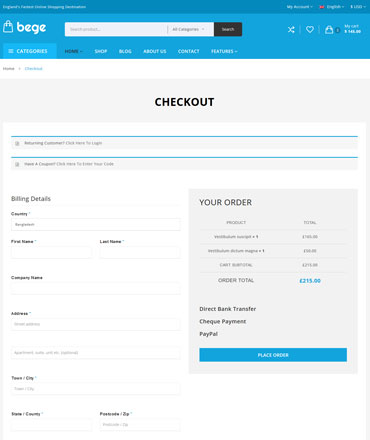 England's Fastest Online Shopping Destination
My Account
English
$ USD
bege
Search product...
All Categories
Search
My cart
CATEGORIES
HOME
SHOP
BLOG
ABOUT US
CONTACT
FEATURES
Home
Checkout
CHECKOUT
Returning Customer? Click Here To Login
Have A Coupon? Click Here To Enter Your Code
Billing Details
Country *
Bangladesh
First Name *
Last Name *
Company Name
Address *
Street address
Apartment, suite, unit etc. (optional)
Town / City *
Town / City
State / County *
Postcode / Zip *
Postcode / Zip
YOUR ORDER
PRODUCT
TOTAL
Vestibulum suscipit × 1
£165.00
Vestibulum dictum magna × 1
£50.00
CART SUBTOTAL
£215.00
ORDER TOTAL
£215.00
Direct Bank Transfer
Cheque Payment
PayPal
PLACE ORDER